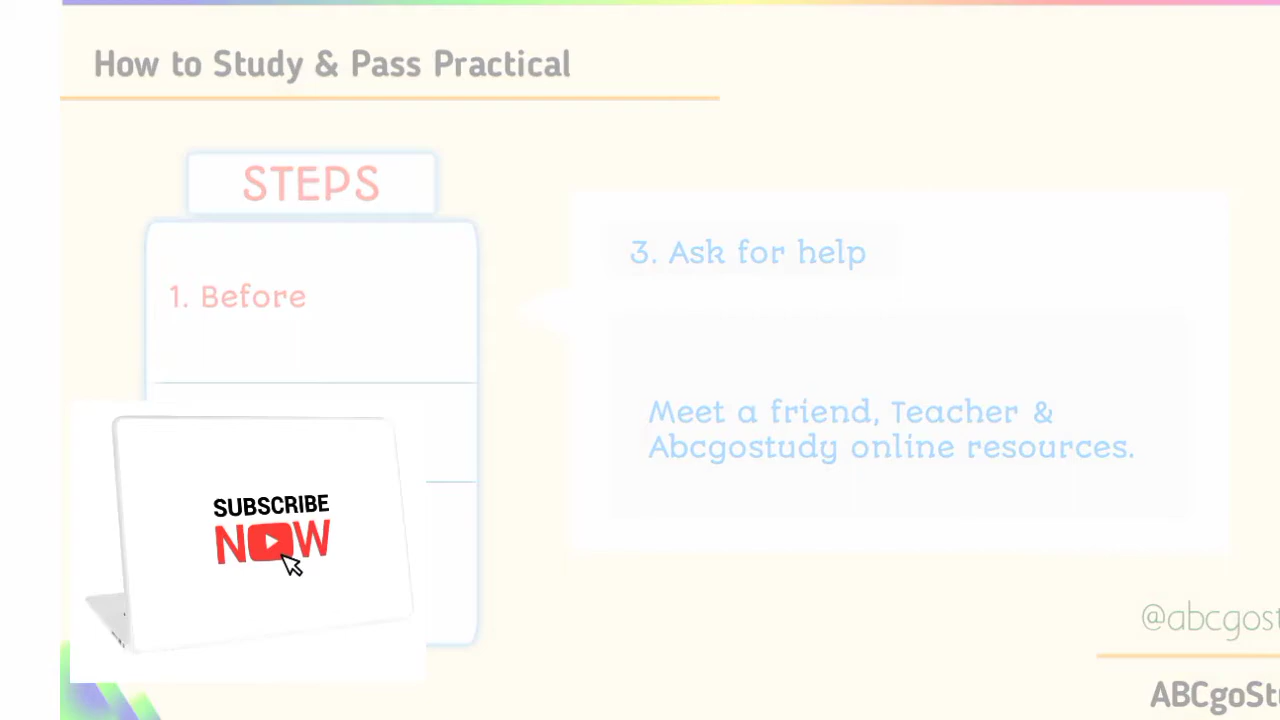 How to Study & Pass Practical
STEPS
1. Before
3. Ask for help
Meet a friend, Teacher &
Abcgostudy online resources.
SUBSCRIBE
NOW